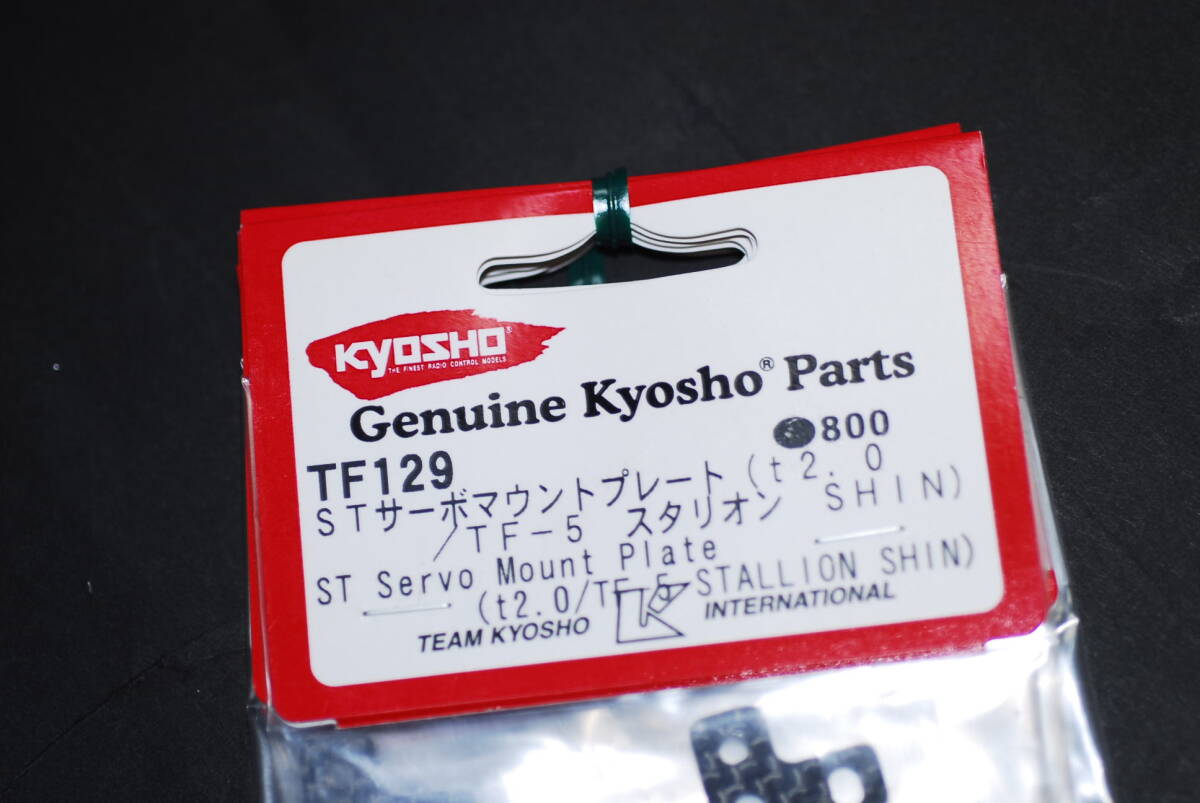 KYOSHO®
THE FINEST RADIO CONTROL MODELS
Genuine Kyosho® Parts
TF129 ●800
STサーボマウントプレート(t2.0
/TF-5 スタリオン SHIN)
ST Servo Mount Plate
(t2.0/TF-5 STALLION SHIN)
TEAM KYOSHO K INTERNATIONAL